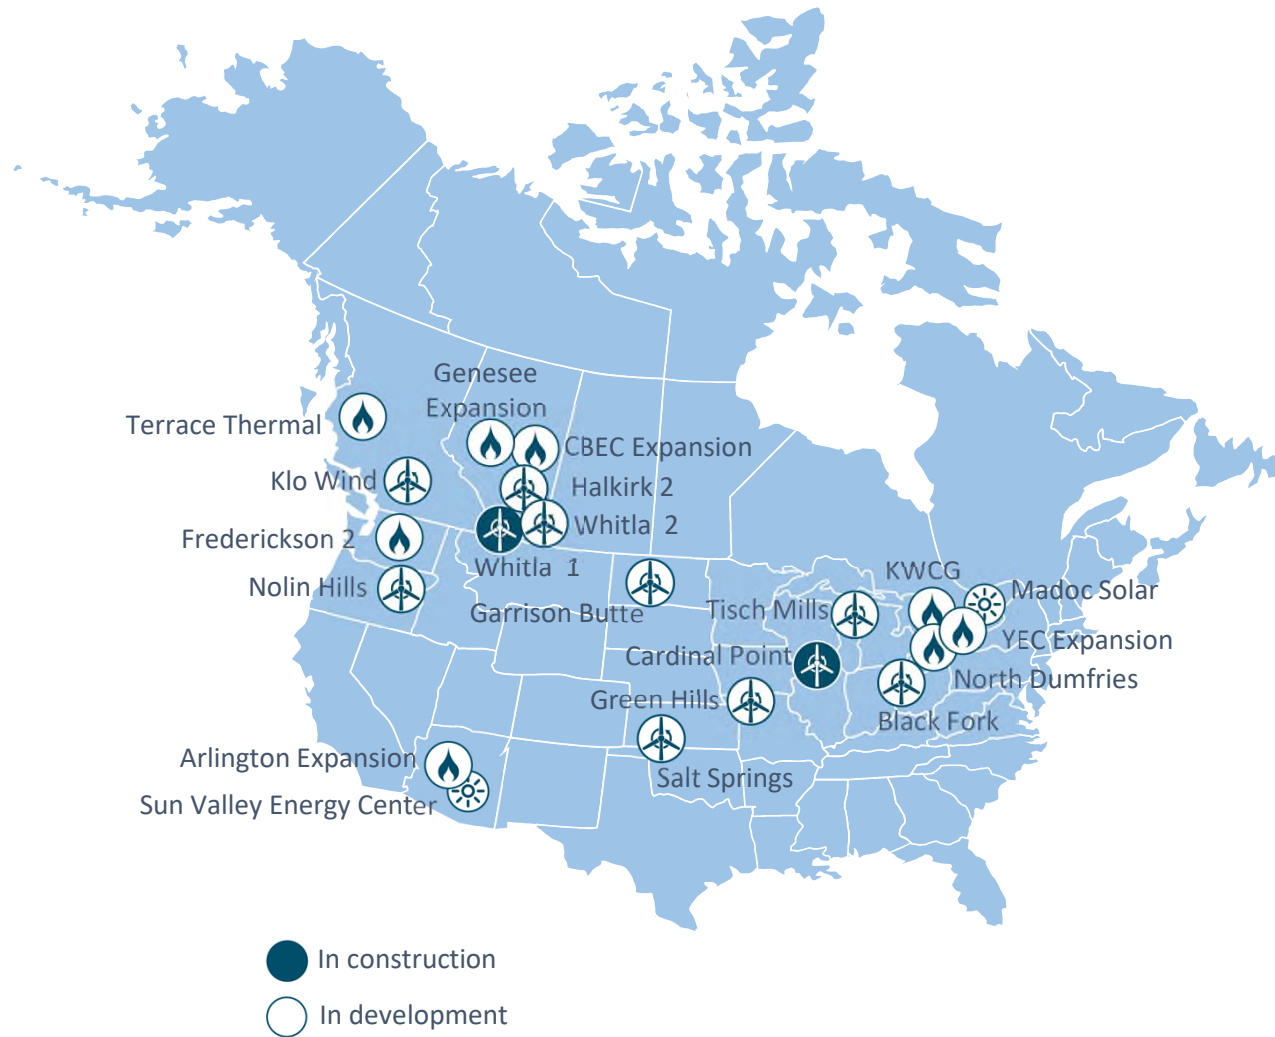 Genesee
Expansion
Terrace Thermal
CBEC Expansion
Klo Wind
Halkirk 2
Whitla 2
Frederickson 2
Whitla 1
KWCG
Nolin Hills
Madoc Solar
Garrison Butte
Tisch Mills
YEC Expansion
Cardinal Point
North Dumfries
Green Hills
Black Fork
Arlington Expansion
Salt Springs
Sun Valley Energy Center
In construction
In development